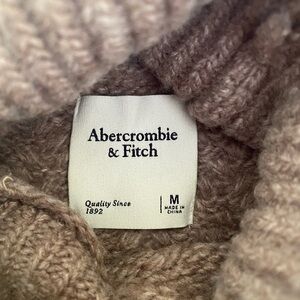 Abercrombie
& Fitch
Quality Since
1892
M
MADE IN
CHINA